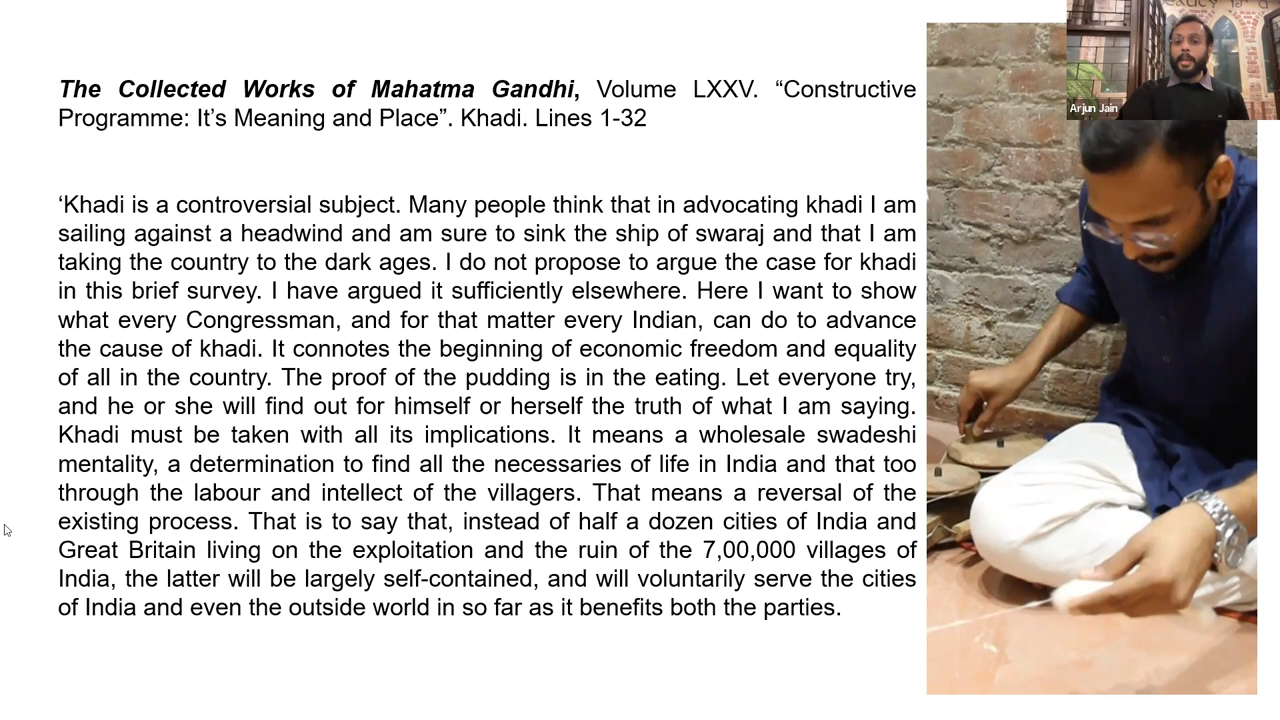 The Collected Works of Mahatma Gandhi, Volume LXXV. “Constructive
Programme: It’s Meaning and Place”. Khadi. Lines 1-32
‘Khadi is a controversial subject. Many people think that in advocating khadi I am
sailing against a headwind and am sure to sink the ship of swaraj and that I am
taking the country to the dark ages. I do not propose to argue the case for khadi
in this brief survey. I have argued it sufficiently elsewhere. Here I want to show
what every Congressman, and for that matter every Indian, can do to advance
the cause of khadi. It connotes the beginning of economic freedom and equality
of all in the country. The proof of the pudding is in the eating. Let everyone try,
and he or she will find out for himself or herself the truth of what I am saying.
Khadi must be taken with all its implications. It means a wholesale swadeshi
mentality, a determination to find all the necessaries of life in India and that too
through the labour and intellect of the villagers. That means a reversal of the
existing process. That is to say that, instead of half a dozen cities of India and
Great Britain living on the exploitation and the ruin of the 7,00,000 villages of
India, the latter will be largely self-contained, and will voluntarily serve the cities
of India and even the outside world in so far as it benefits both the parties.
Arjun Jain